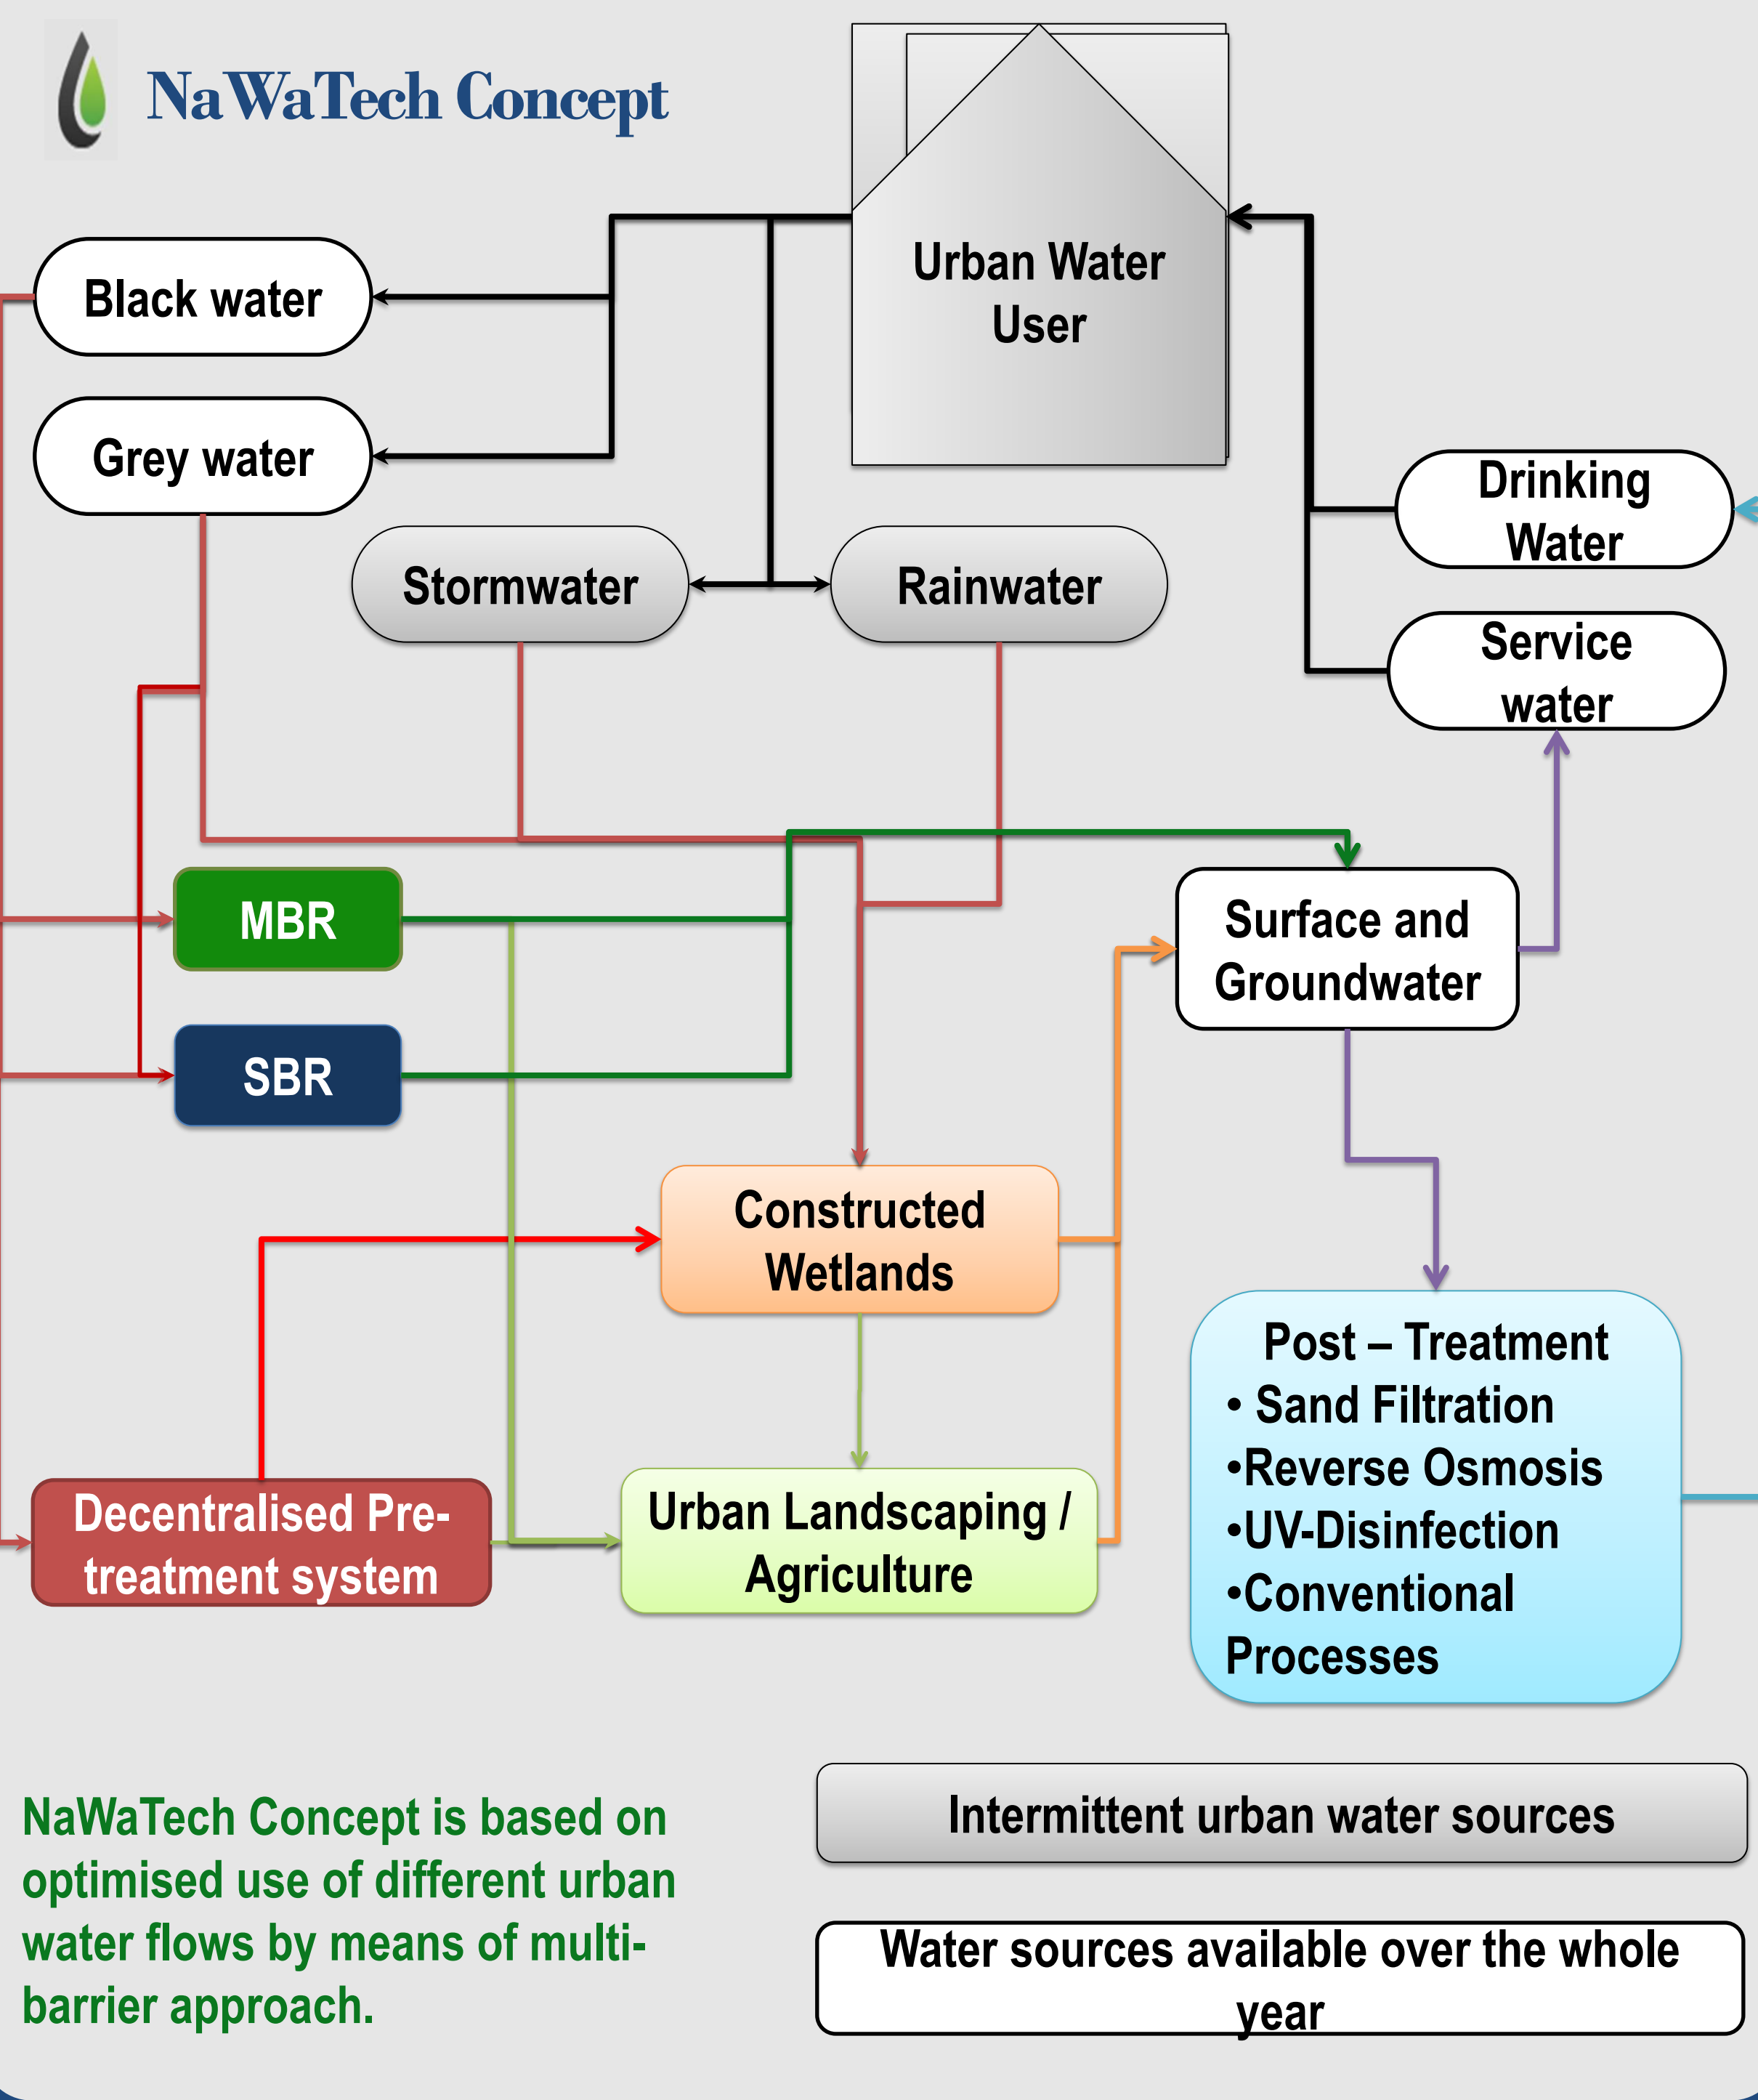 NaWaTech Concept
Urban Water
User
Black water
Grey water
Drinking
Water
Stormwater
Rainwater
Service
water
MBR
Surface and
Groundwater
SBR
Constructed
Wetlands
Post – Treatment
• Sand Filtration
•Reverse Osmosis
•UV-Disinfection
•Conventional
Processes
Decentralised Pre-
treatment system
Urban Landscaping /
Agriculture
NaWaTech Concept is based on
optimised use of different urban
water flows by means of multi-
barrier approach.
Intermittent urban water sources
Water sources available over the whole
year